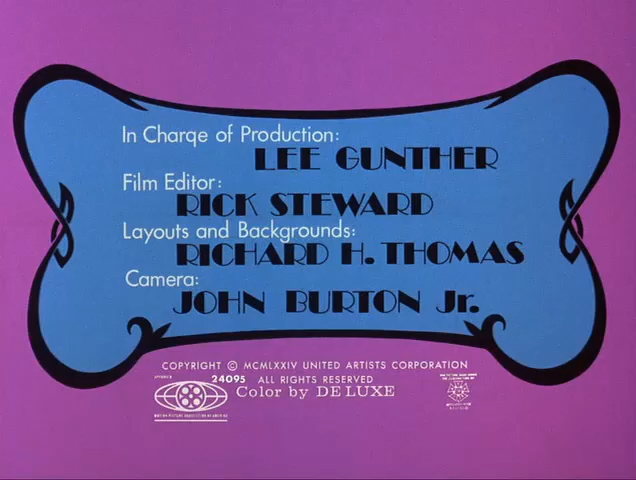 In Charge of Production:
LEE GUNTHER
Film Editor:
RICK STEWARD
Layouts and Backgrounds:
RICHARD H. THOMAS
Camera:
JOHN BURTON Jr.
COPYRIGHT © MCMLXXIV UNITED ARTISTS CORPORATION
24095 ALL RIGHTS RESERVED
Color by DE LUXE